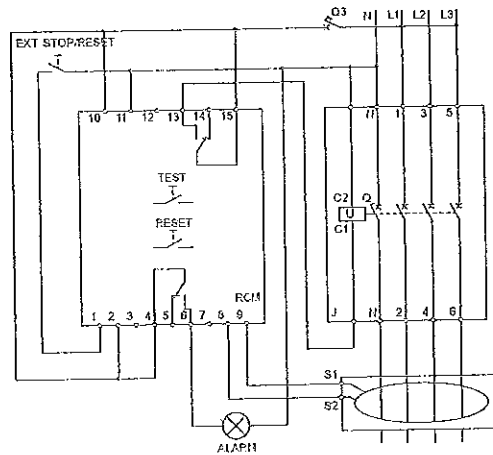 Q3 N L1 L2 L3
EXT STOP/RESET
10 11 12 13 14 15 N 1 3 5
TEST
C2 Q
U
C1
RESET
RCM
1 2 3 4 5 6 7 8 9 J N 2 4 6
S1
S2
ALARM